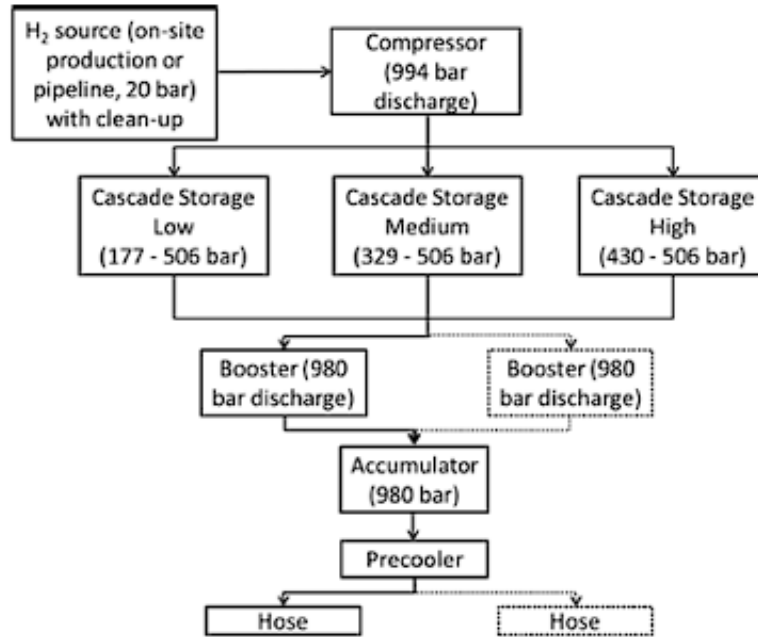 H₂ source (on-site
production or
pipeline, 20 bar)
with clean-up
Compressor
(994 bar
discharge)
Cascade Storage
Low
(177 - 506 bar)
Cascade Storage
Medium
(329 - 506 bar)
Cascade Storage
High
(430 - 506 bar)
Booster (980
bar discharge)
Booster (980
bar discharge)
Accumulator
(980 bar)
Precooler
Hose
Hose